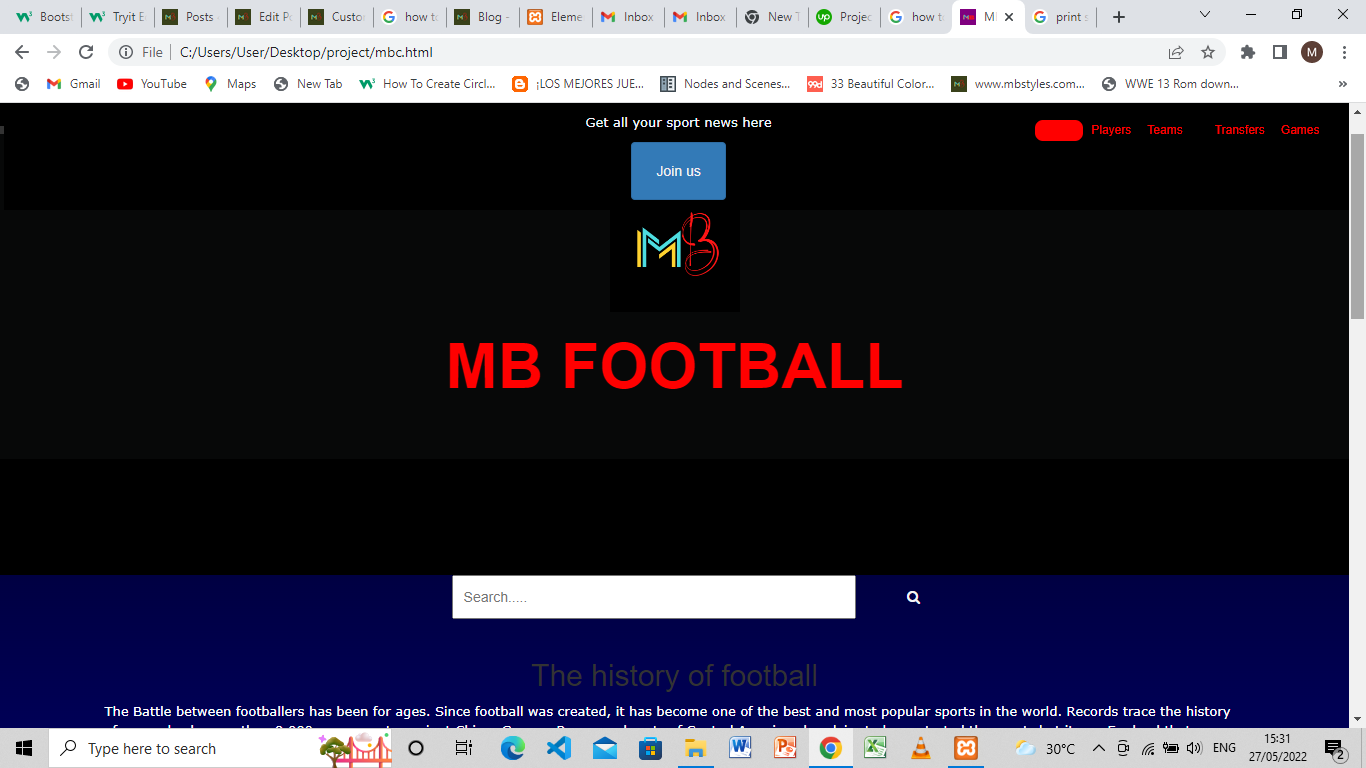 Boots
Tryit E
Posts
Edit P
Custo
how to
Blog -
Eleme
Inbox
Inbox
New T
Projec
how to
M
print s
File
C:/Users/User/Desktop/project/mbc.html
M
Gmail
YouTube
Maps
New Tab
How To Create Circl...
¡LOS MEJORES JUE...
Nodes and Scenes...
33 Beautiful Color...
www.mbstyles.com...
WWE 13 Rom down...
»
Get all your sport news here
Players Teams Transfers Games
Join us
MB
MB FOOTBALL
Search.....
The history of football
The Battle between footballers has been for ages. Since football was created, it has become one of the best and most popular sports in the world. Records trace the history
Type here to search
30°C
ENG
15:31
27/05/2022
2